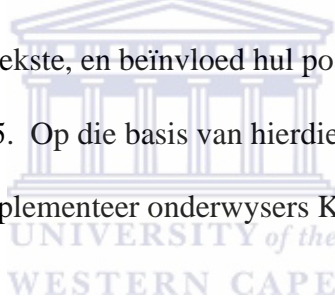 ekste, en beïnvloed hul po
5. Op die basis van hierdie
plementeer onderwysers K
UNIVERSITY of the
WESTERN CAPE